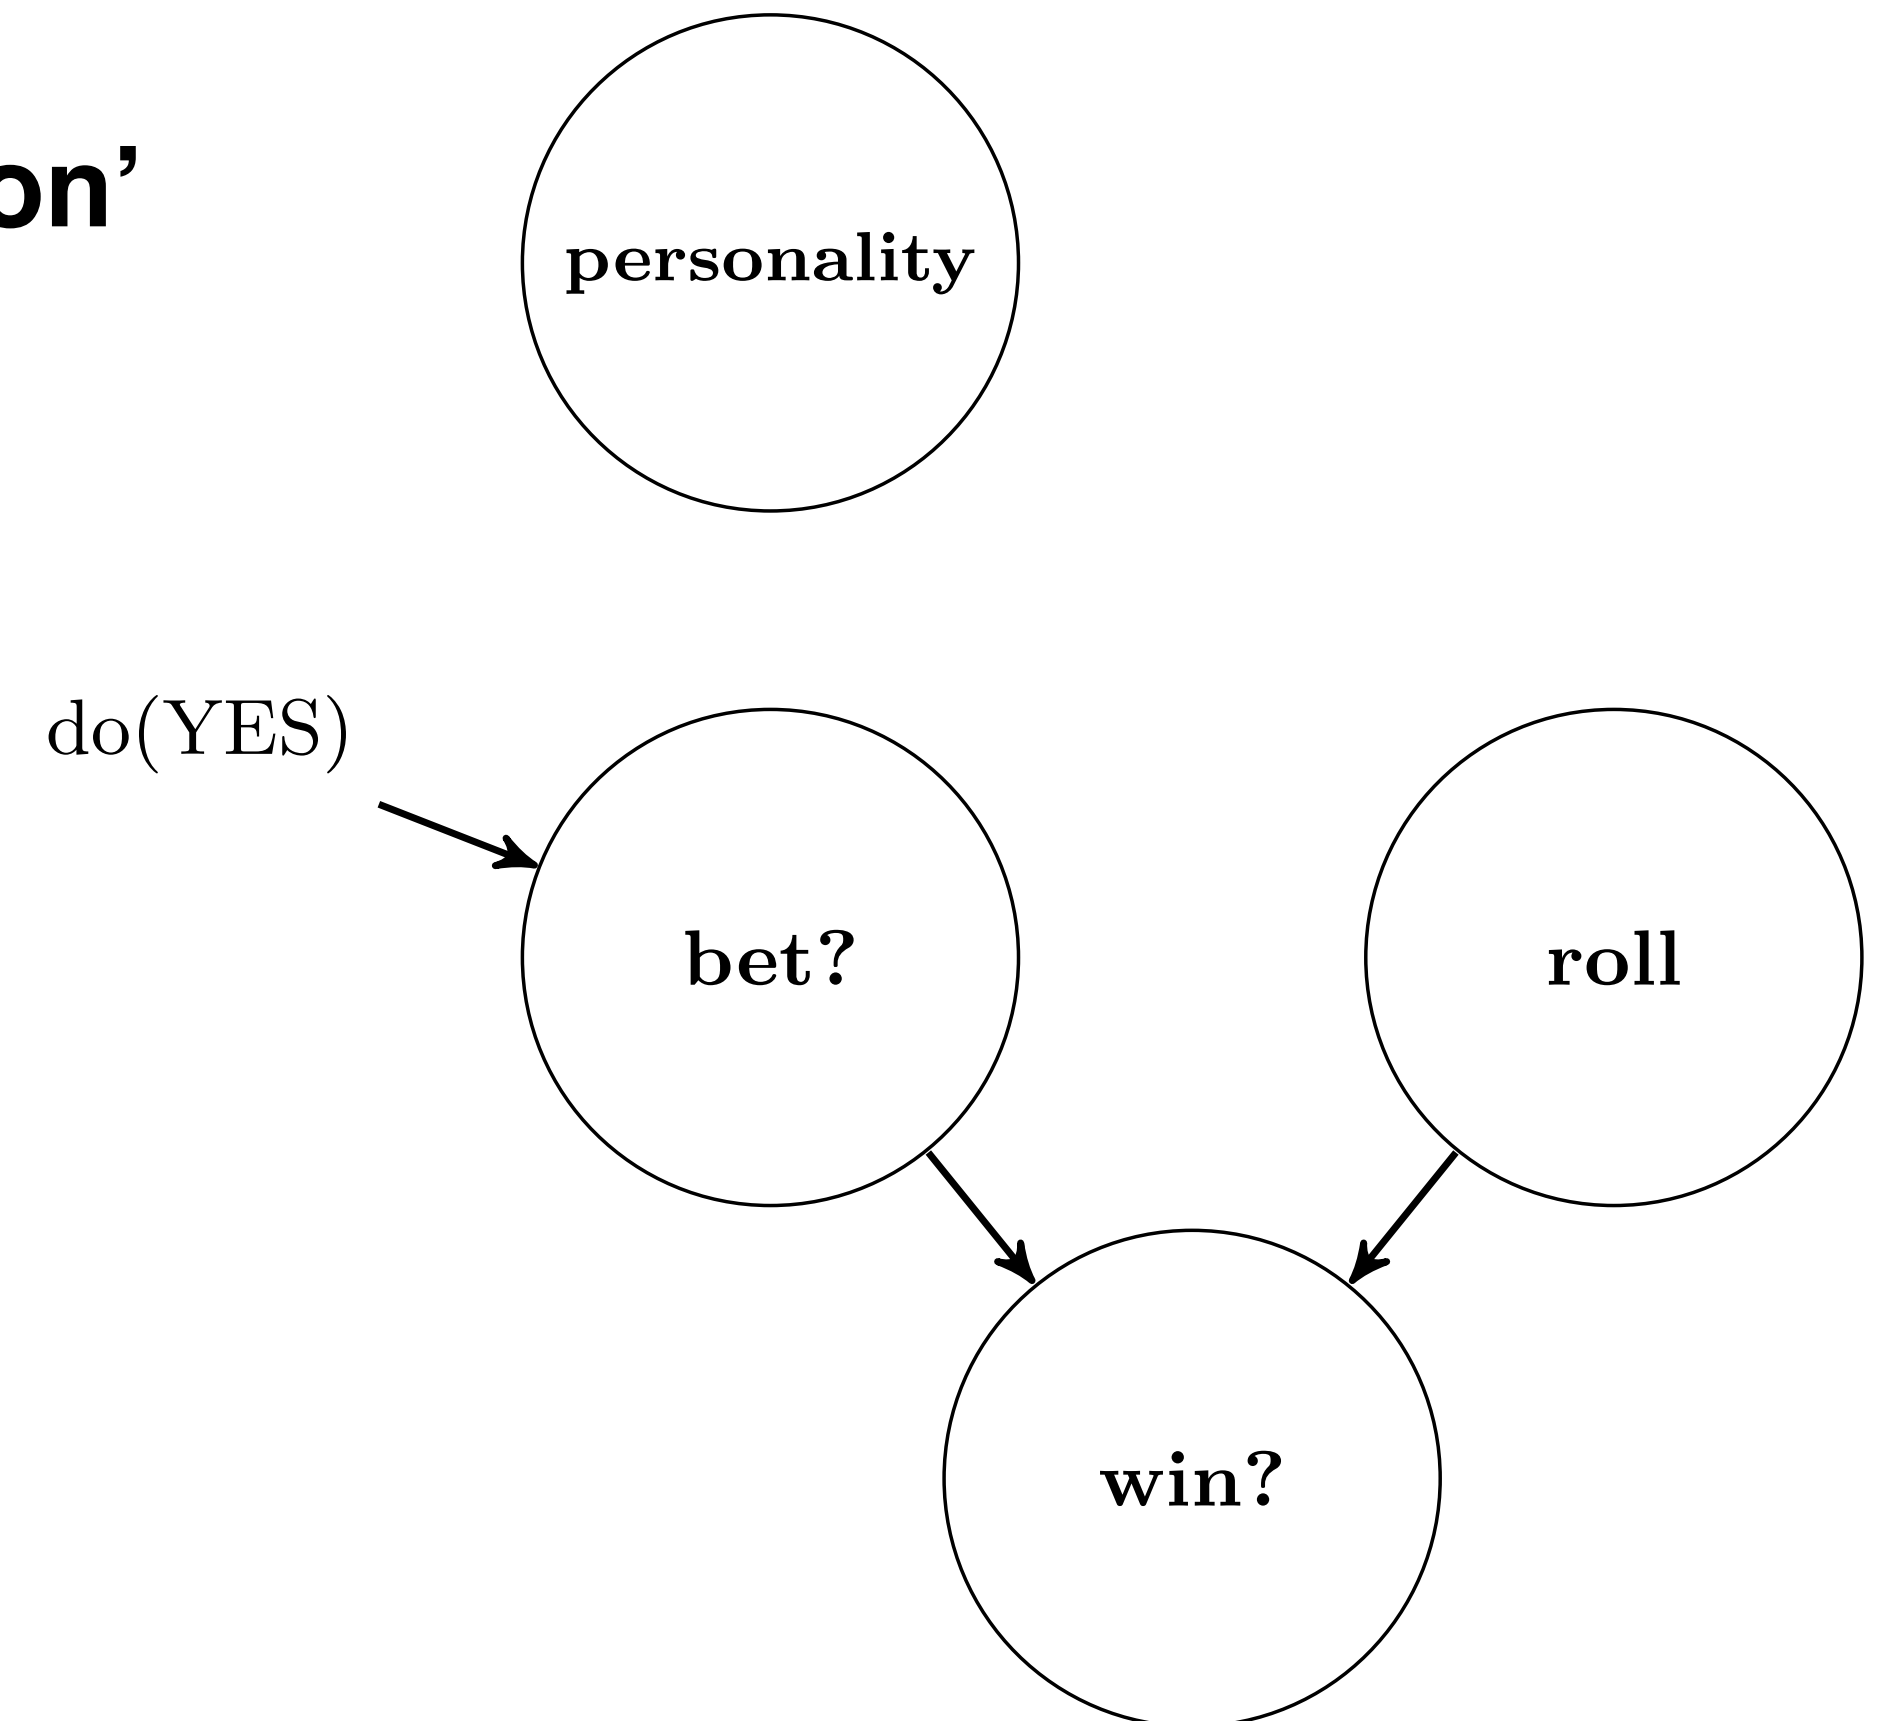 on’
personality
do(YES)
bet?
roll
win?